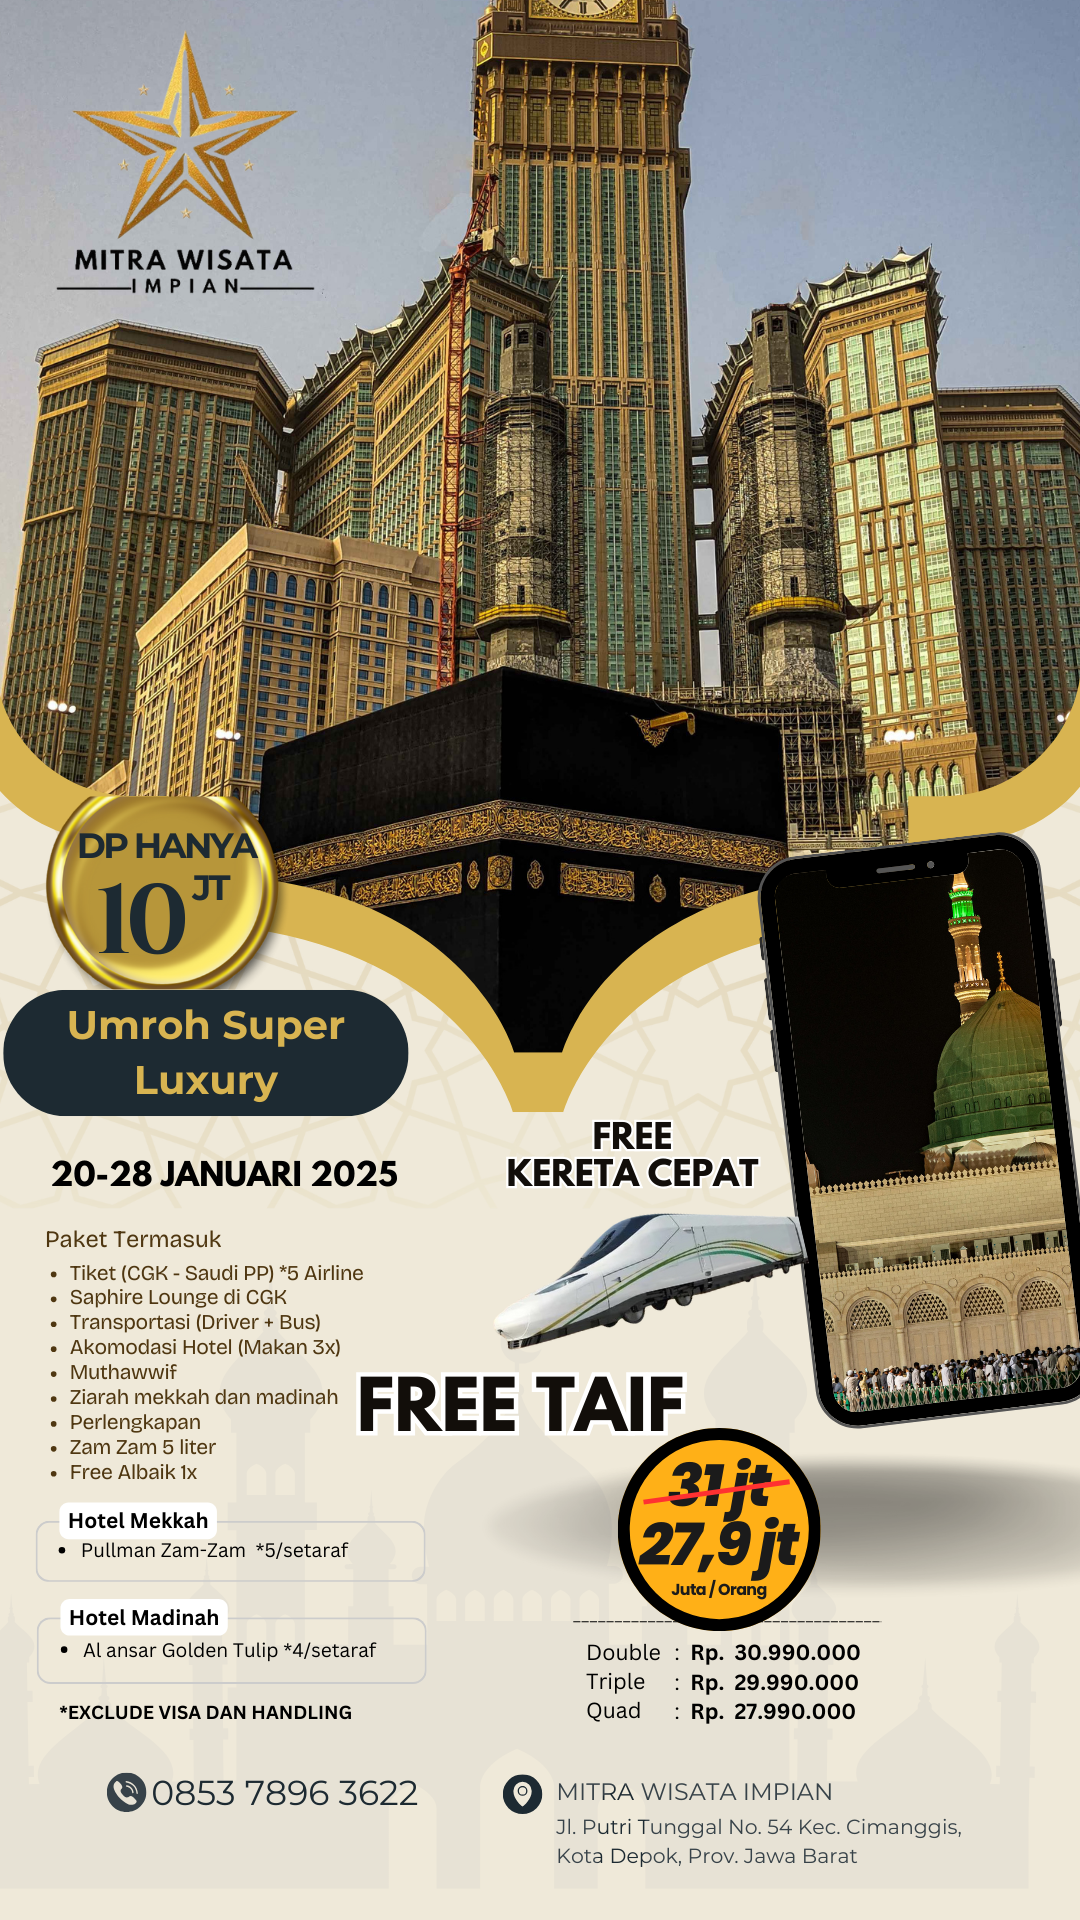 MITRA WISATA
IMPIAN
DP HANYA
10 JT
Umroh Super
Luxury
20-28 JANUARI 2025
FREE
KERETA CEPAT
Paket Termasuk
• Tiket (CGK - Saudi PP) *5 Airline
• Saphire Lounge di CGK
• Transportasi (Driver + Bus)
• Akomodasi Hotel (Makan 3x)
• Muthawwif
• Ziarah mekkah dan madinah
• Perlengkapan
• Zam Zam 5 liter
• Free Albaik 1x
FREE TAIF
31 jt
27,9 jt
Juta / Orang
Hotel Mekkah
• Pullman Zam-Zam *5/setaraf
Hotel Madinah
• Al ansar Golden Tulip *4/setaraf
*EXCLUDE VISA DAN HANDLING
Double : Rp. 30.990.000
Triple : Rp. 29.990.000
Quad : Rp. 27.990.000
0853 7896 3622
MITRA WISATA IMPIAN
Jl. Putri Tunggal No. 54 Kec. Cimanggis,
Kota Depok, Prov. Jawa Barat